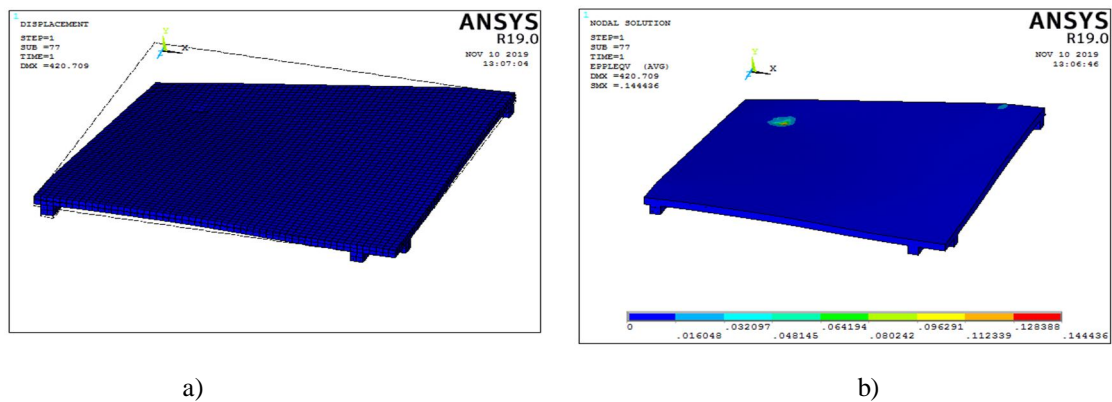 1
DISPLACEMENT
STEP=1
SUB =77
TIME=1
DMX =420.709
ANSYS
R19.0
NOV 10 2019
13:07:04
Y
X
Z
1
NODAL SOLUTION
STEP=1
SUB =77
TIME=1
EPPLEQV (AVG)
DMX =420.709
SMX =.144436
ANSYS
R19.0
NOV 10 2019
13:06:46
Y
X
Z
0 .032097 .064194 .096291 .128388
.016048 .048145 .080242 .112339 .144436
a) b)